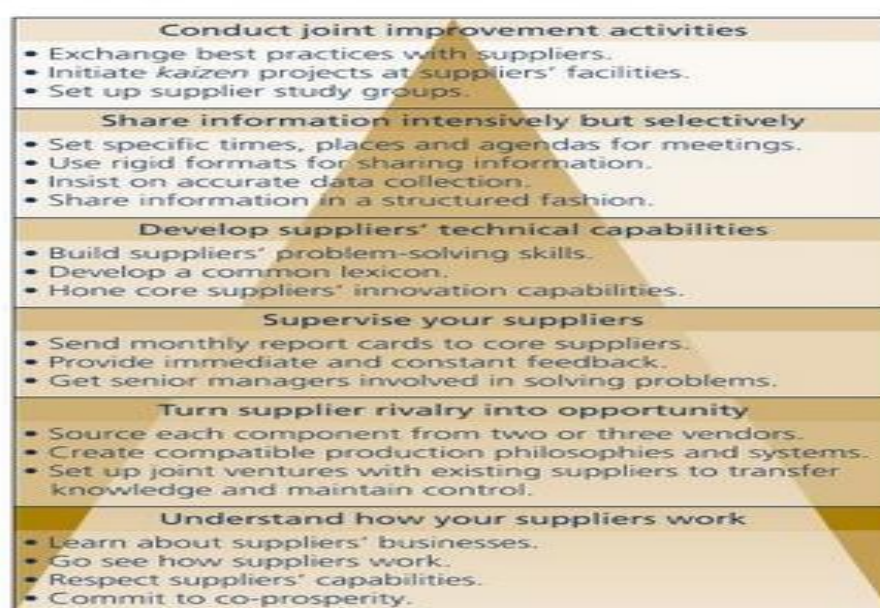 Conduct joint improvement activities
• Exchange best practices with suppliers.
• Initiate kaizen projects at suppliers' facilities.
• Set up supplier study groups.
Share information intensively but selectively
• Set specific times, places and agendas for meetings.
• Use rigid formats for sharing information.
• Insist on accurate data collection.
• Share information in a structured fashion.
Develop suppliers' technical capabilities
• Build suppliers' problem-solving skills.
• Develop a common lexicon.
• Hone core suppliers' innovation capabilities.
Supervise your suppliers
• Send monthly report cards to core suppliers.
• Provide immediate and constant feedback.
• Get senior managers involved in solving problems.
Turn supplier rivalry into opportunity
• Source each component from two or three vendors.
• Create compatible production philosophies and systems.
• Set up joint ventures with existing suppliers to transfer
knowledge and maintain control.
Understand how your suppliers work
• Learn about suppliers' businesses.
• Go see how suppliers work.
• Respect suppliers' capabilities.
• Commit to co-prosperity.